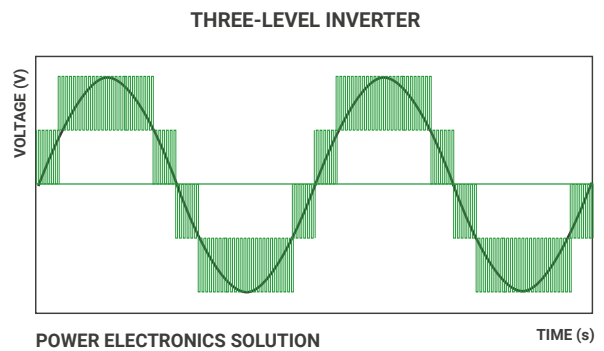 THREE-LEVEL INVERTER
VOLTAGE (V)
TIME (s)
POWER ELECTRONICS SOLUTION